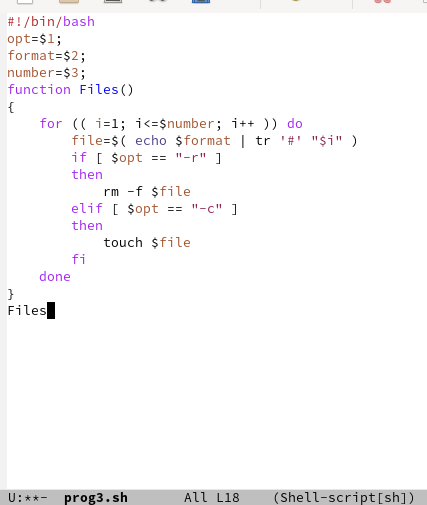 #!/bin/bash
opt=$1;
format=$2;
number=$3;
function Files()
{
    for (( i=1; i<=$number; i++ )) do
        file=$( echo $format | tr '#' "$i" )
        if [ $opt == "-r" ]
        then
            rm -f $file
        elif [ $opt == "-c" ]
        then
            touch $file
        fi
    done
}
Files
U:**-  prog3.sh       All L18    (Shell-script[sh])